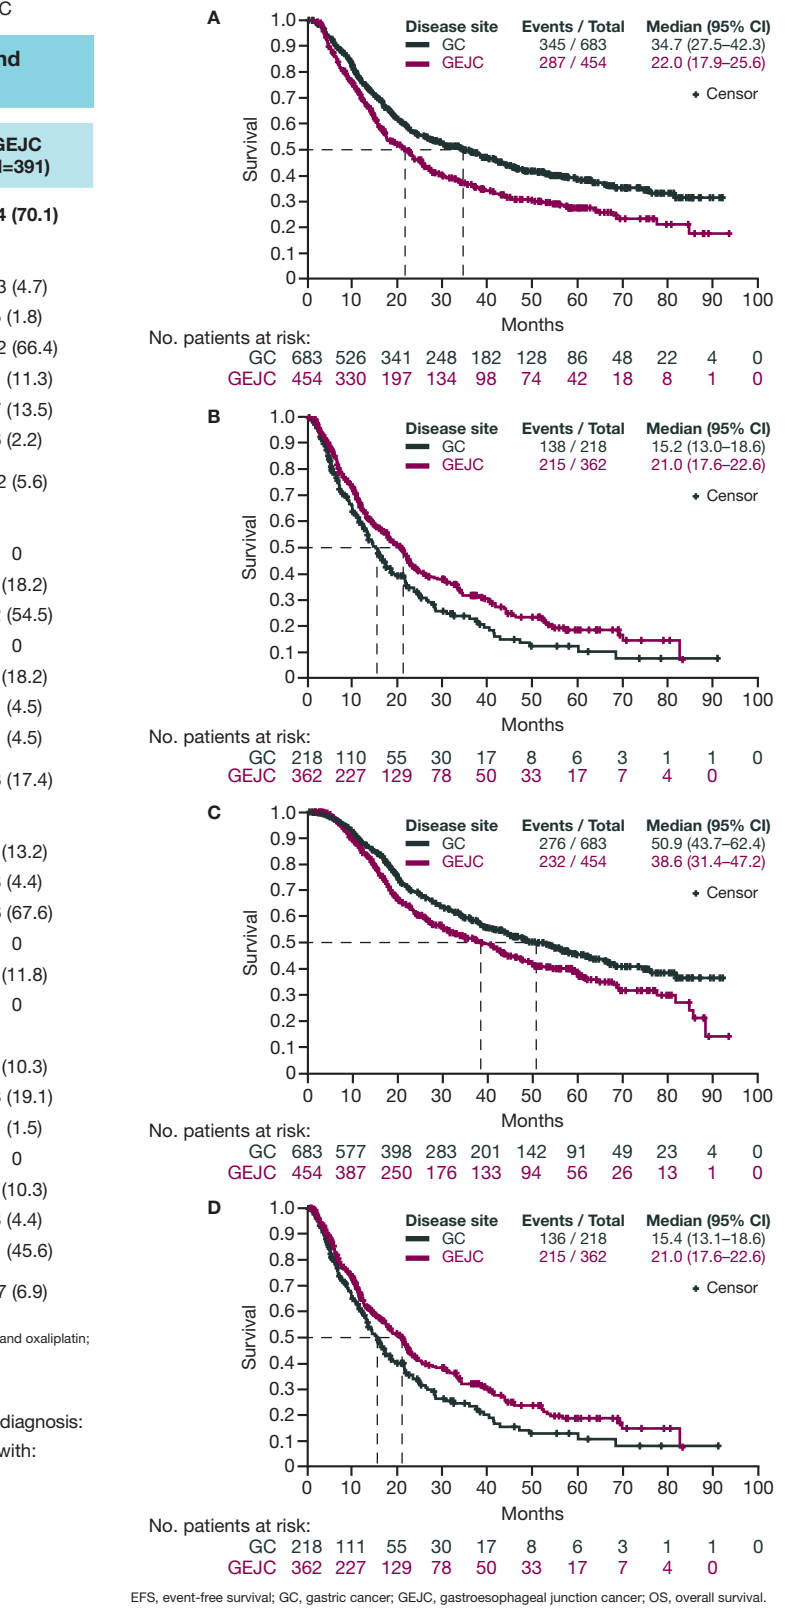 C
nd
GEJC
=391)
4 (70.1)
3 (4.7)
(1.8)
2 (66.4)
(11.3)
(13.5)
(2.2)
2 (5.6)
0
(18.2)
(54.5)
0
(18.2)
(4.5)
(4.5)
(17.4)
(13.2)
(4.4)
(67.6)
0
(11.8)
0
(10.3)
(19.1)
(1.5)
0
(10.3)
(4.4)
(45.6)
7 (6.9)
and oxaliplatin;
diagnosis:
with:
A
Disease site Events / Total Median (95% CI)
GC 345 / 683 34.7 (27.5–42.3)
GEJC 287 / 454 22.0 (17.9–25.6)
+ Censor
Survival
1.0
0.9
0.8
0.7
0.6
0.5
0.4
0.3
0.2
0.1
0
0 10 20 30 40 50 60 70 80 90 100
Months
No. patients at risk:
GC 683 526 341 248 182 128 86 48 22 4 0
GEJC 454 330 197 134 98 74 42 18 8 1 0
B
Disease site Events / Total Median (95% CI)
GC 138 / 218 15.2 (13.0–18.6)
GEJC 215 / 362 21.0 (17.6–22.6)
+ Censor
Survival
1.0
0.9
0.8
0.7
0.6
0.5
0.4
0.3
0.2
0.1
0
0 10 20 30 40 50 60 70 80 90 100
Months
No. patients at risk:
GC 218 110 55 30 17 8 6 3 1 1 0
GEJC 362 227 129 78 50 33 17 7 4 0
C
Disease site Events / Total Median (95% CI)
GC 276 / 683 50.9 (43.7–62.4)
GEJC 232 / 454 38.6 (31.4–47.2)
+ Censor
Survival
1.0
0.9
0.8
0.7
0.6
0.5
0.4
0.3
0.2
0.1
0
0 10 20 30 40 50 60 70 80 90 100
Months
No. patients at risk:
GC 683 577 398 283 201 142 91 49 23 4 0
GEJC 454 387 250 176 133 94 56 26 13 1 0
D
Disease site Events / Total Median (95% CI)
GC 136 / 218 15.4 (13.1–18.6)
GEJC 215 / 362 21.0 (17.6–22.6)
+ Censor
Survival
1.0
0.9
0.8
0.7
0.6
0.5
0.4
0.3
0.2
0.1
0
0 10 20 30 40 50 60 70 80 90 100
Months
No. patients at risk:
GC 218 111 55 30 17 8 6 3 1 1 0
GEJC 362 227 129 78 50 33 17 7 4 0
EFS, event-free survival; GC, gastric cancer; GEJC, gastroesophageal junction cancer; OS, overall survival.